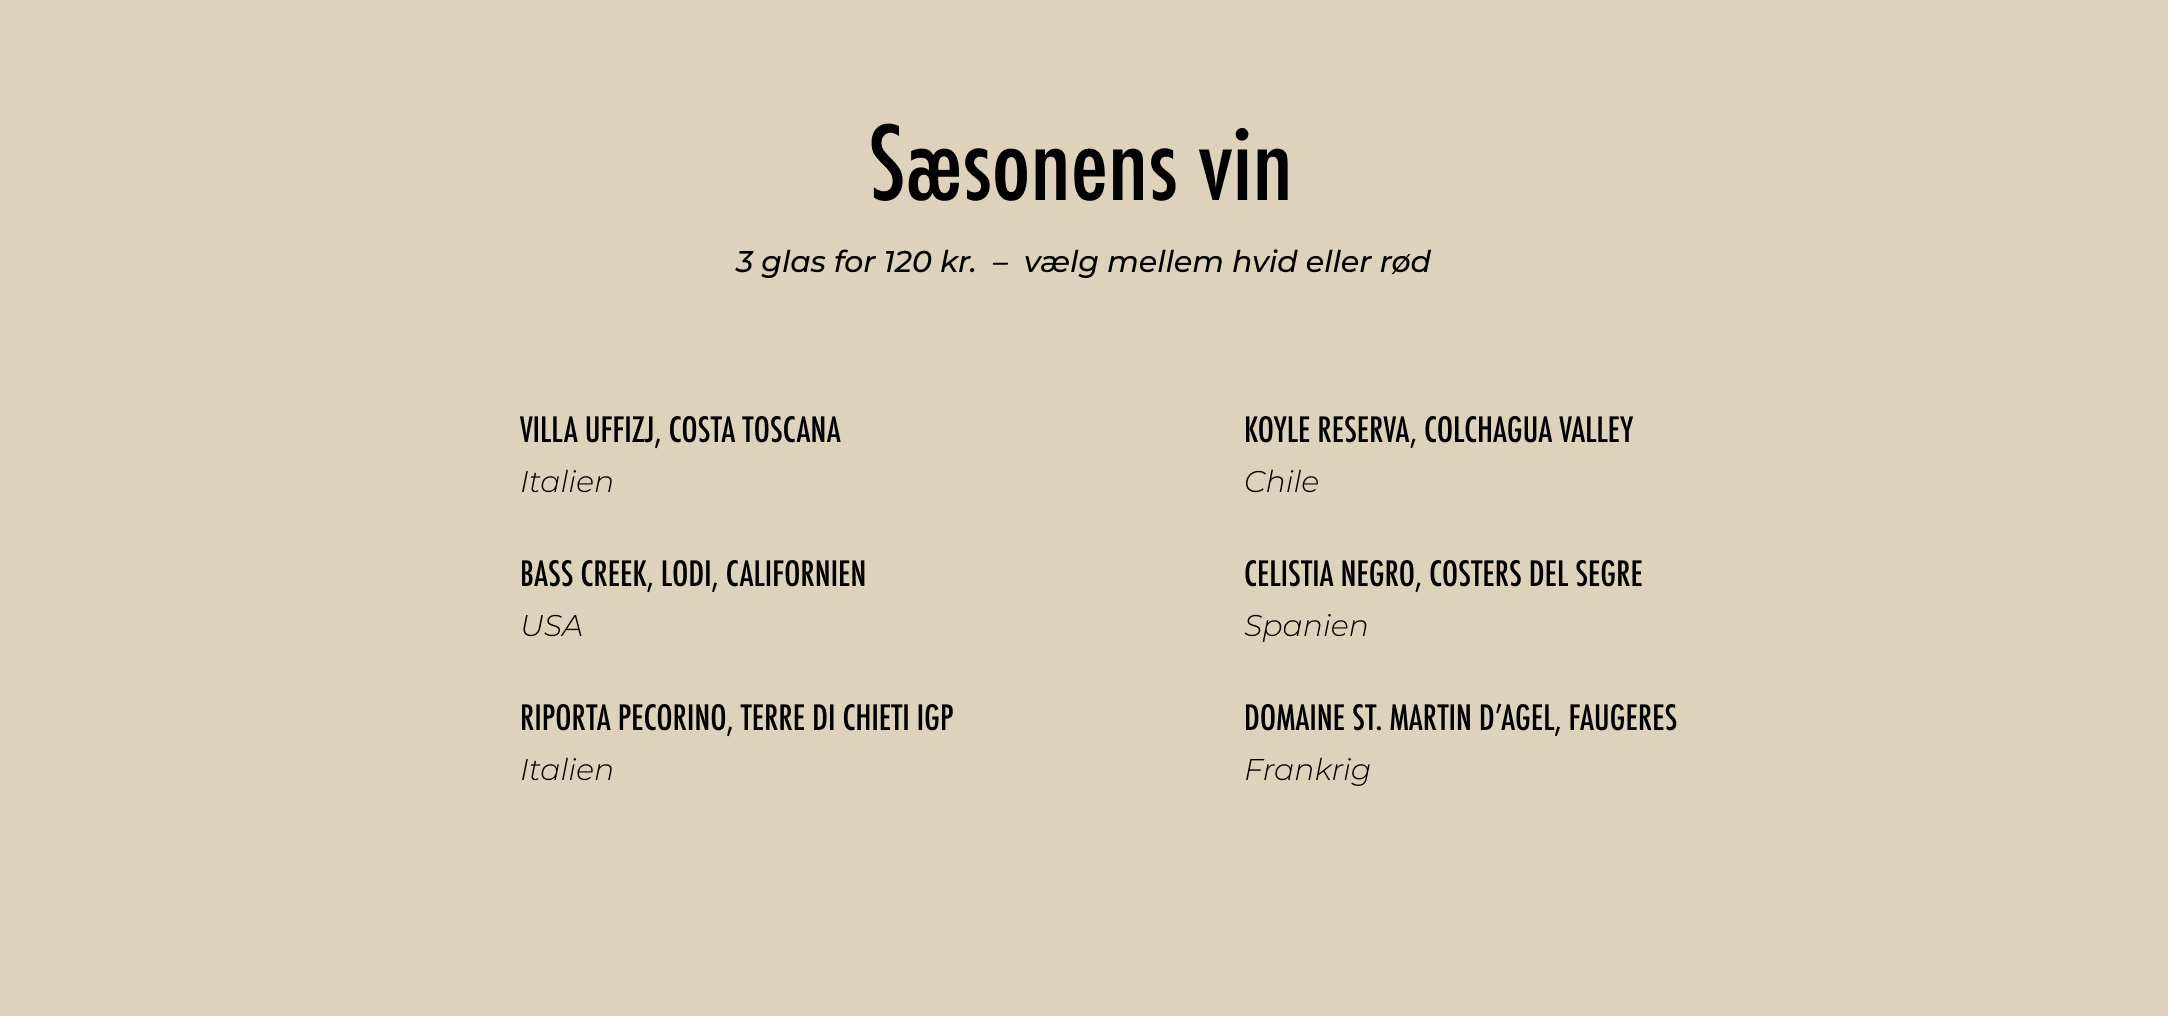 Sæsonens vin
3 glas for 120 kr. – vælg mellem hvid eller rød
VILLA UFFIZJ, COSTA TOSCANA
Italien
BASS CREEK, LODI, CALIFORNIEN
USA
RIPORTA PECORINO, TERRE DI CHIETI IGP
Italien
KOYLE RESERVA, COLCHAGUA VALLEY
Chile
CELISTIA NEGRO, COSTERS DEL SEGRE
Spanien
DOMAINE ST. MARTIN D’AGEL, FAUGERES
Frankrig